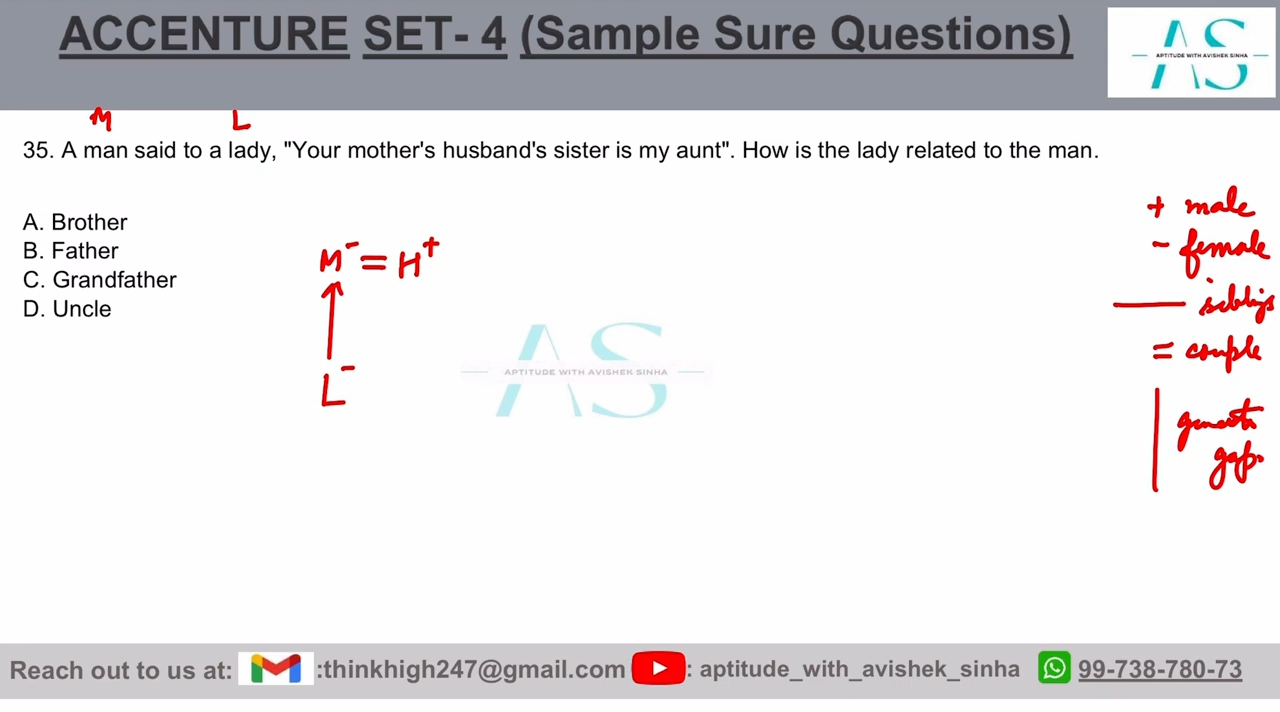 ACCENTURE SET- 4 (Sample Sure Questions)
AS
APTITUDE WITH AVISHEK SINHA
M L
35. A man said to a lady, "Your mother's husband's sister is my aunt". How is the lady related to the man.
A. Brother
B. Father
C. Grandfather
D. Uncle
M⁻ = H⁺
L⁻
+ male
- female
— siblings
= couple
gap
AS
APTITUDE WITH AVISHEK SINHA
Reach out to us at: :thinkhigh247@gmail.com : aptitude_with_avishek_sinha 99-738-780-73